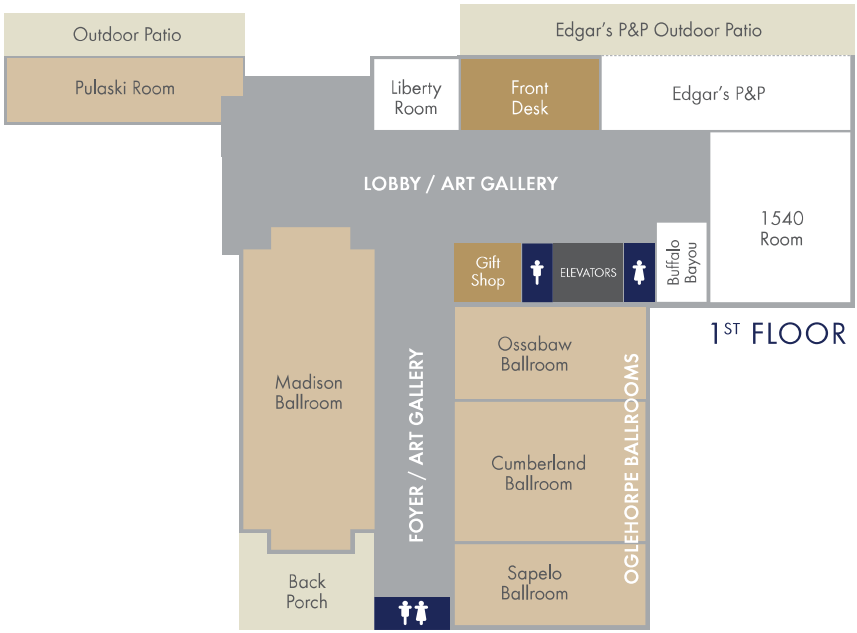 Outdoor Patio
Edgar's P&P Outdoor Patio
Pulaski Room
Liberty
Room
Front
Desk
Edgar's P&P
LOBBY / ART GALLERY
1540
Room
Gift
Shop
ELEVATORS
Buffalo
Bayou
1ST FLOOR
Madison
Ballroom
FOYER / ART GALLERY
Ossabaw
Ballroom
Cumberland
Ballroom
OGLEHORPE BALLROOMS
Sapelo
Ballroom
Back
Porch